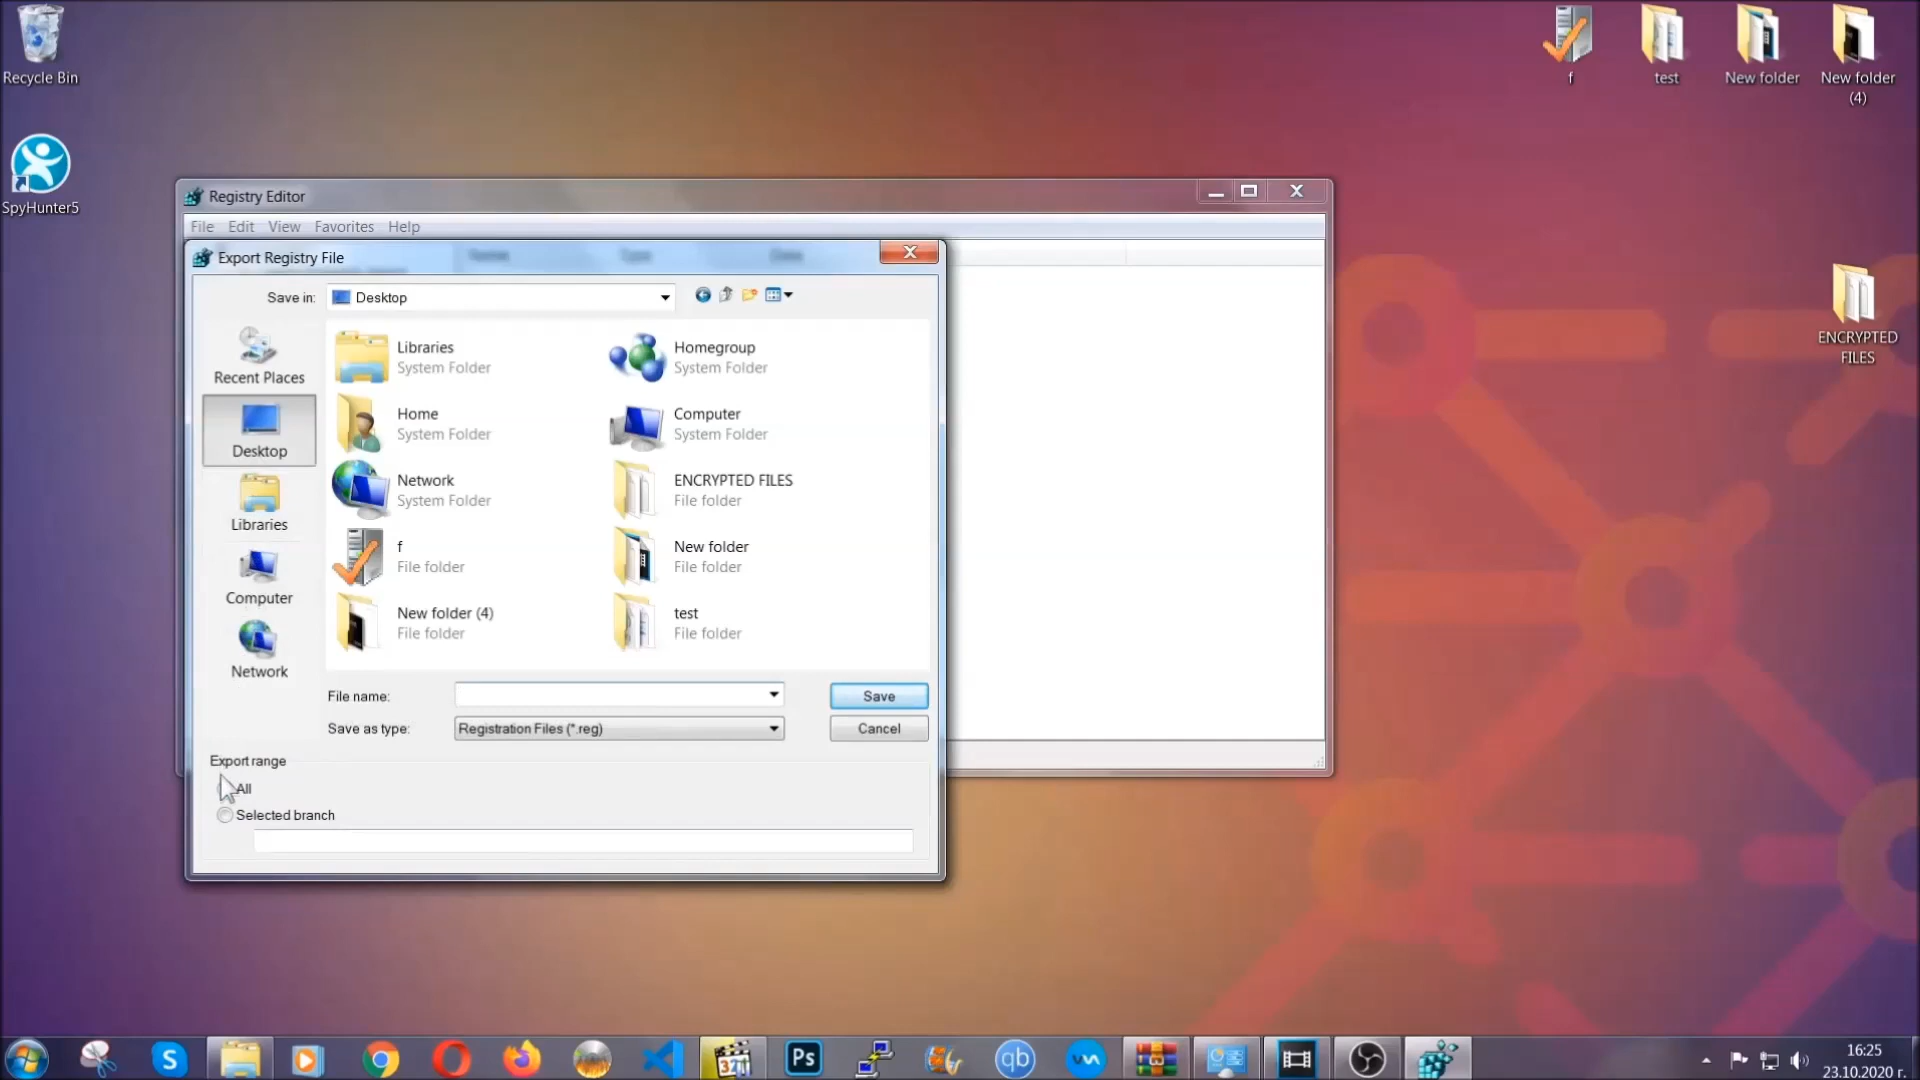 Recycle Bin
SpyHunter5
f
test
New folder
New folder
(4)
ENCRYPTED
FILES
Registry Editor
File Edit View Favorites Help
Export Registry File
Save in:
Desktop
Recent Places
Desktop
Libraries
Computer
Network
Libraries
System Folder
Homegroup
System Folder
Home
System Folder
Computer
System Folder
Network
System Folder
ENCRYPTED FILES
File folder
f
File folder
New folder
File folder
New folder (4)
File folder
test
File folder
File name:
Save
Save as type:
Registration Files (*.reg)
Cancel
Export range
All
Selected branch
S
321
Ps
qb
16:25
23.10.2020 г.